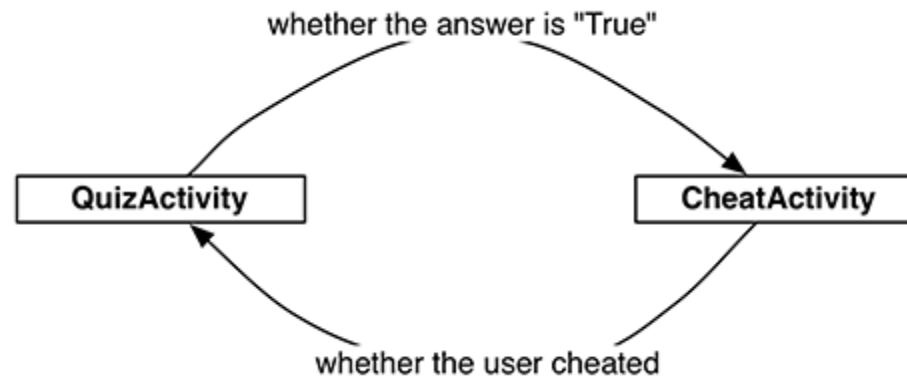 whether the answer is "True"
QuizActivity
CheatActivity
whether the user cheated